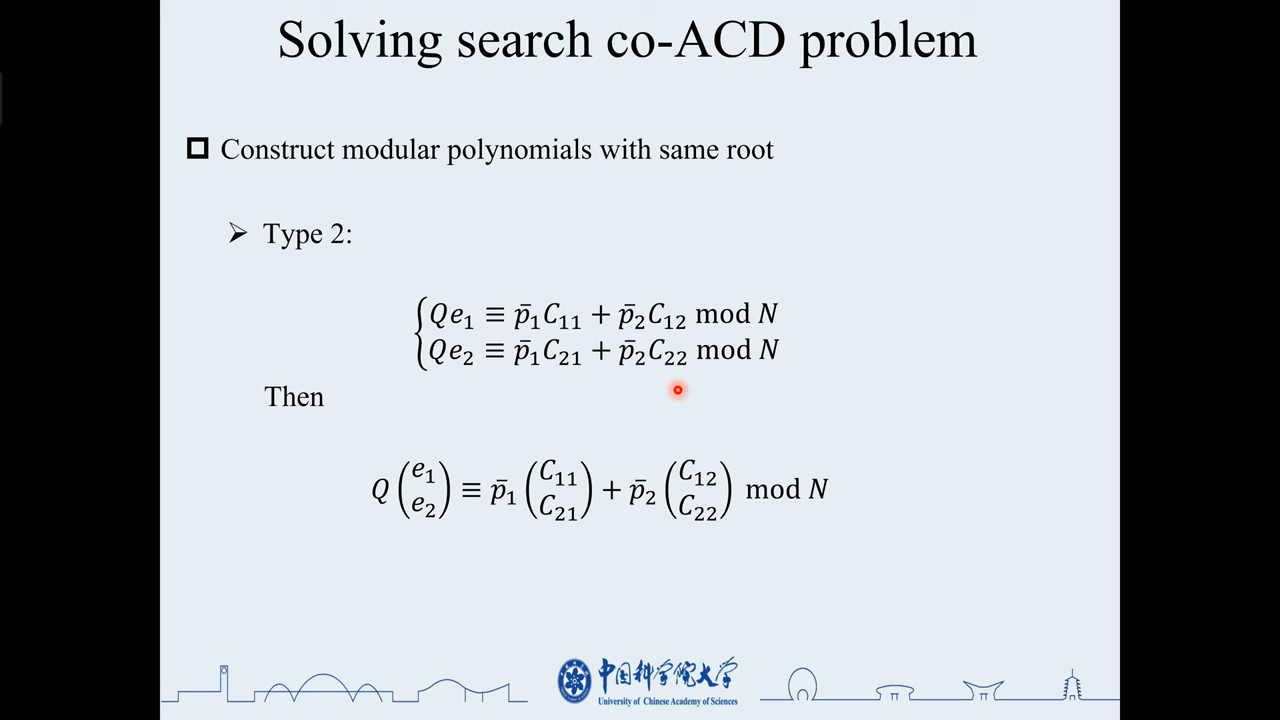 Solving search co-ACD problem
Construct modular polynomials with same root
Type 2:
{Qe₁ ≡ p̄₁C₁₁ + p̄₂C₁₂ mod N
Qe₂ ≡ p̄₁C₂₁ + p̄₂C₂₂ mod N
Then
Q(e₁ e₂) ≡ p̄₁(C₁₁ C₂₁) + p̄₂(C₁₂ C₂₂) mod N
中国科学院大学
University of Chinese Academy of Sciences